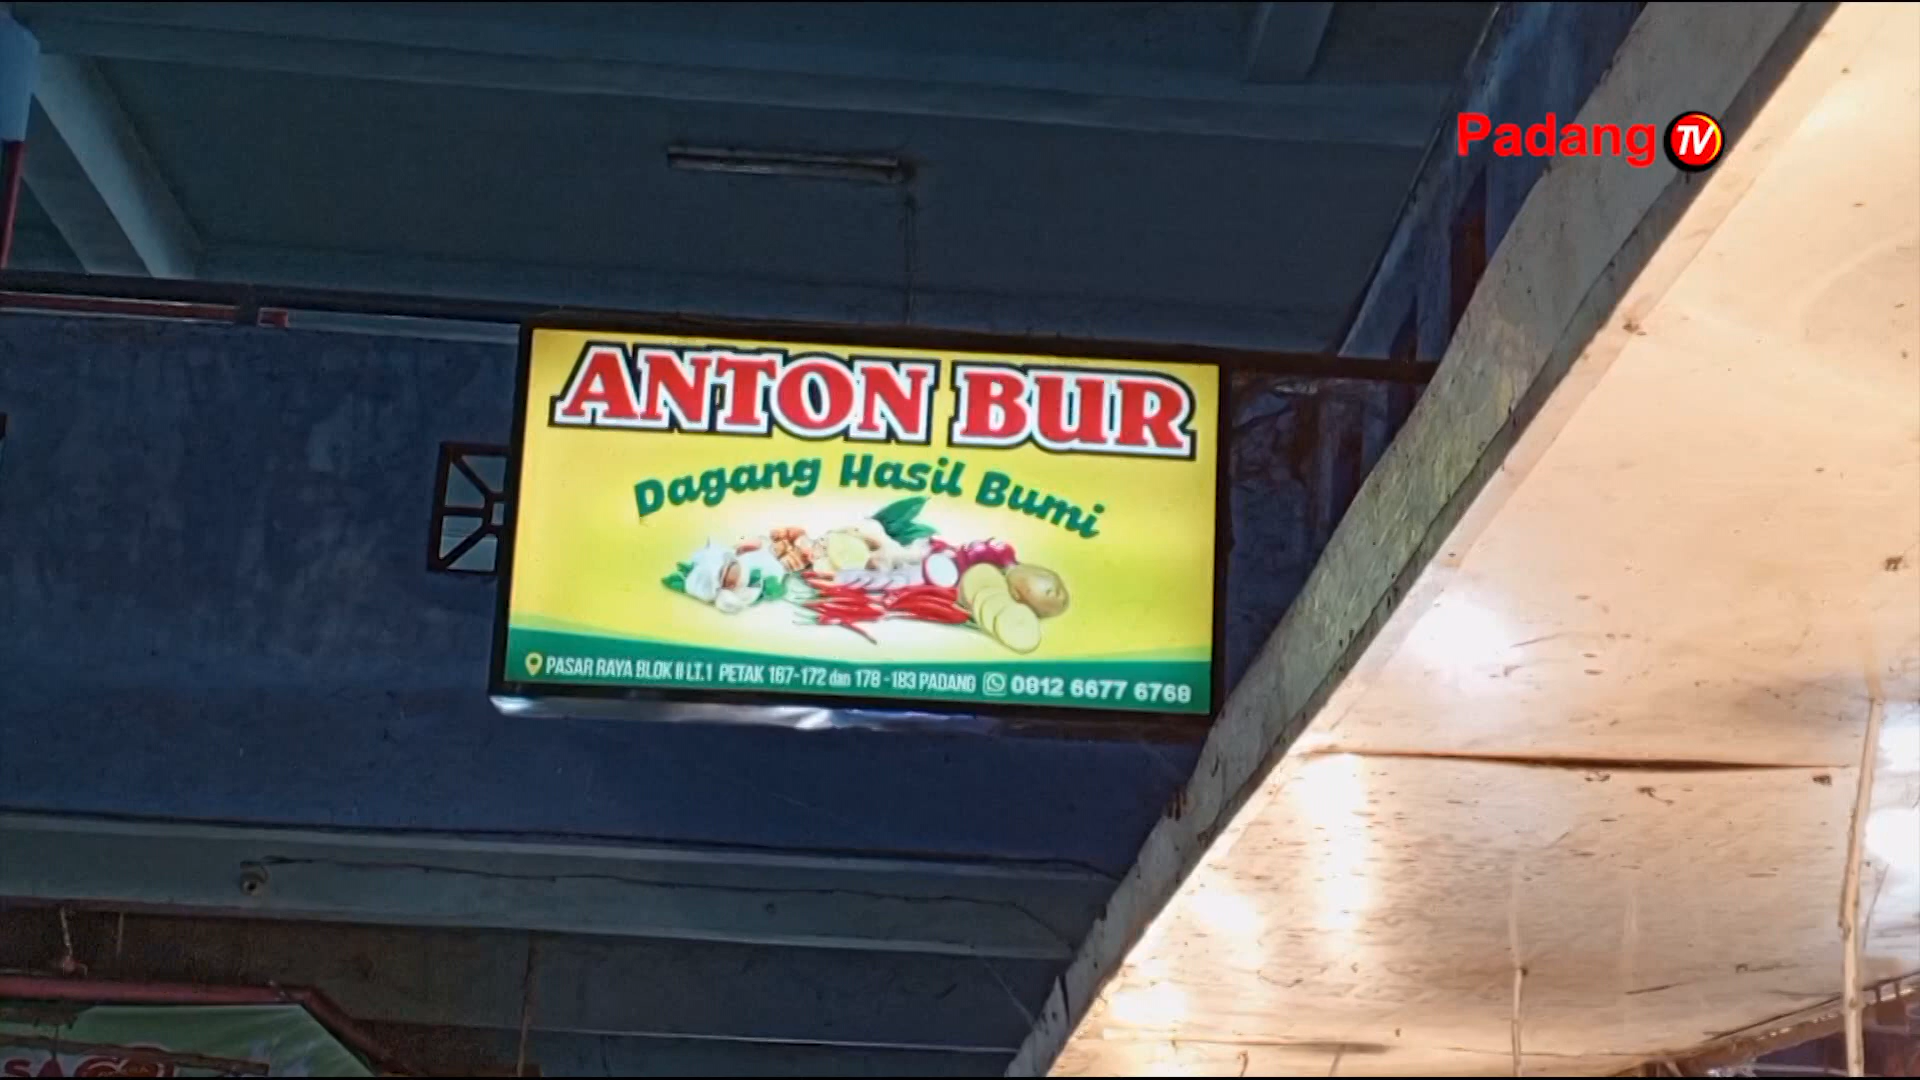 Padang TV
ANTON BUR
Dagang Hasil Bumi
PASAR RAYA BLOK II LT.1 PETAK 167-172 dan 178 -183 PADANG 0812 6677 6768